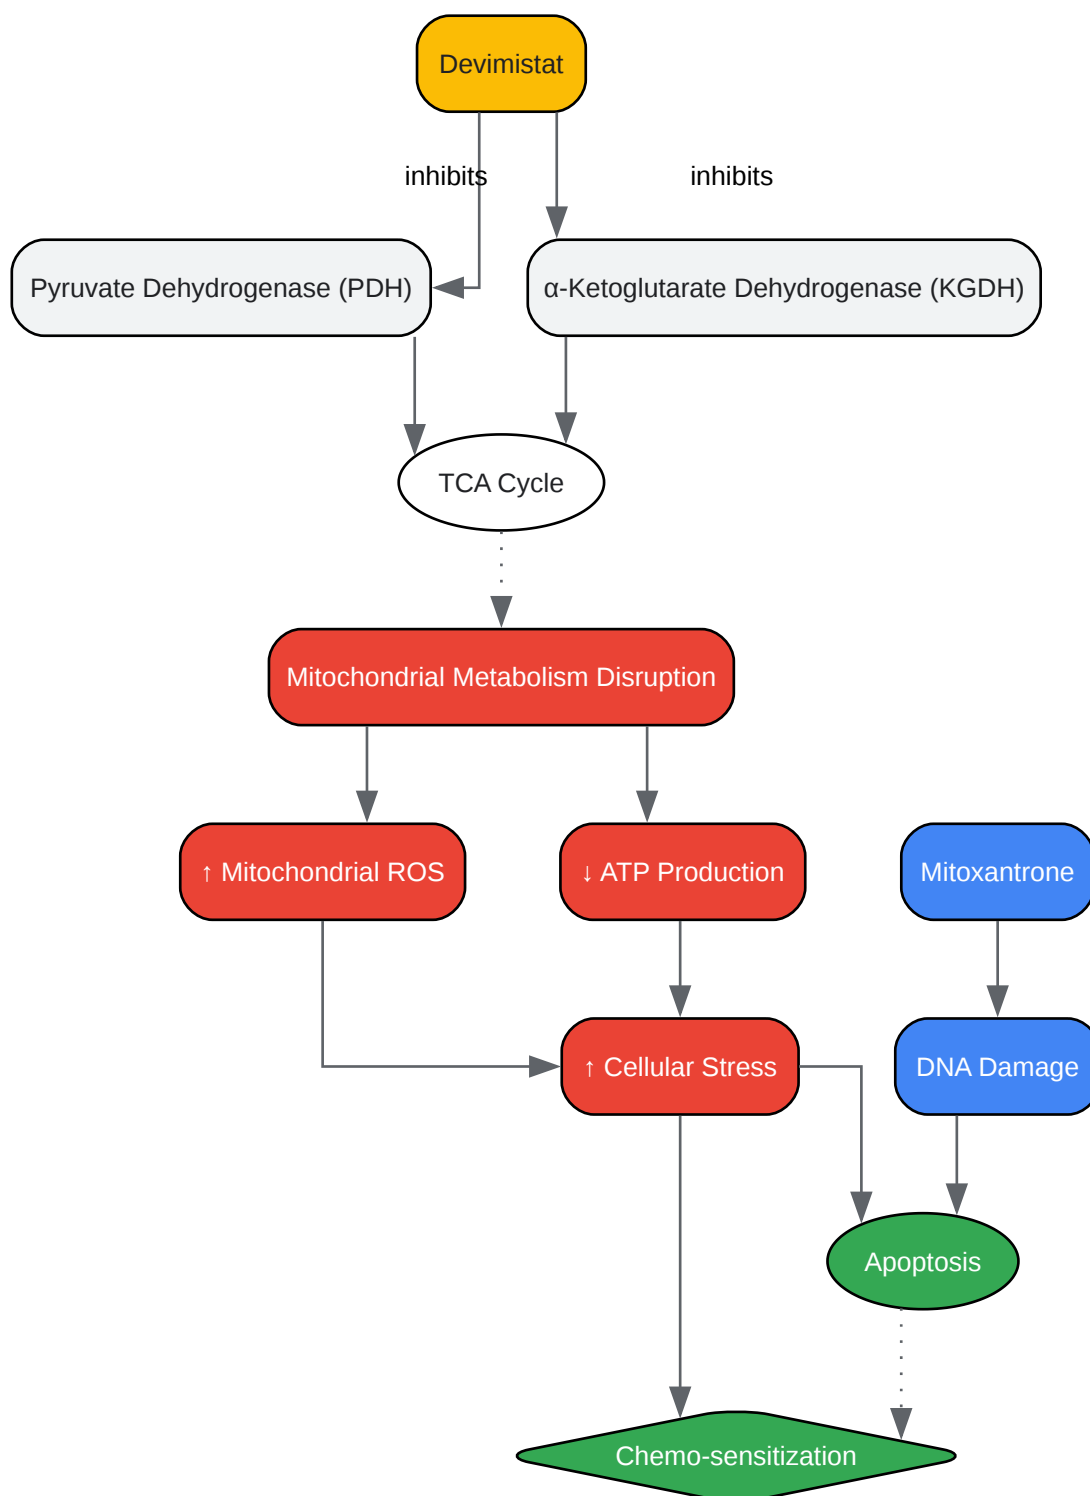 Devimistat
inhibits
inhibits
Pyruvate Dehydrogenase (PDH)
α-Ketoglutarate Dehydrogenase (KGDH)
TCA Cycle
Mitochondrial Metabolism Disruption
↑ Mitochondrial ROS
↓ ATP Production
Mitoxantrone
↑ Cellular Stress
DNA Damage
Apoptosis
Chemo-sensitization